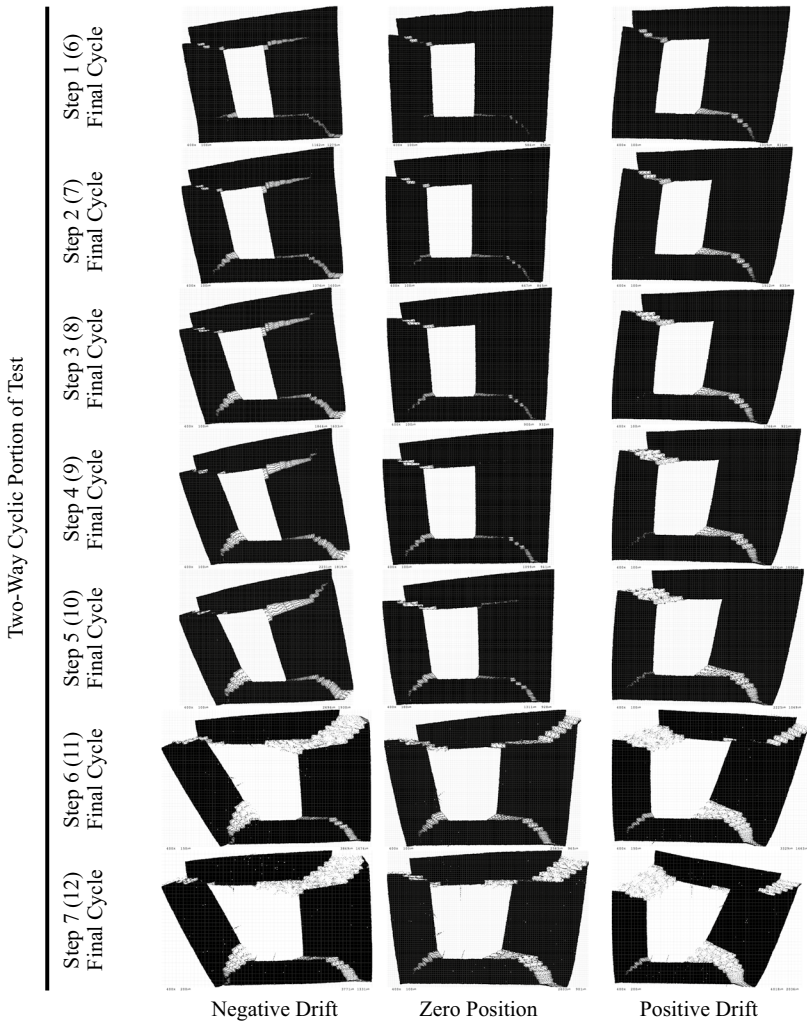 Two-Way Cyclic Portion of Test
Step 1 (6)
Final Cycle
Step 2 (7)
Final Cycle
Step 3 (8)
Final Cycle
Step 4 (9)
Final Cycle
Step 5 (10)
Final Cycle
Step 6 (11)
Final Cycle
Step 7 (12)
Final Cycle
Negative Drift
Zero Position
Positive Drift